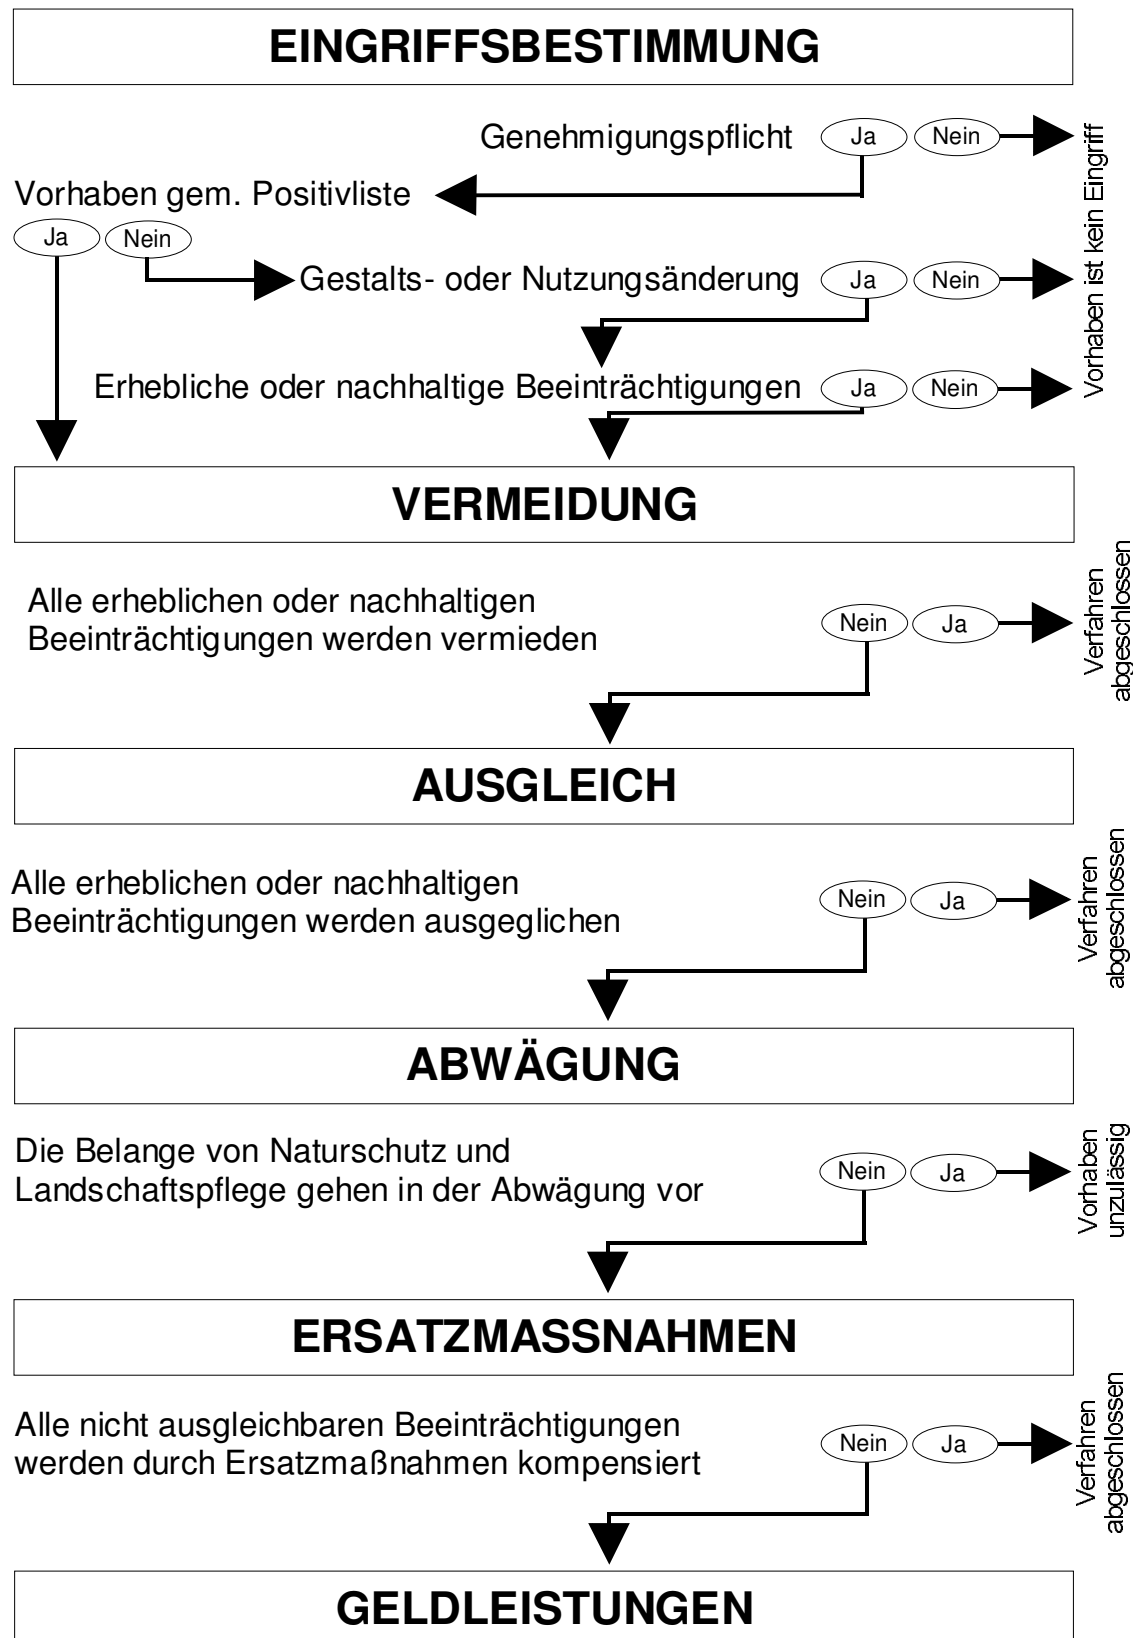 EINGRIFFSBESTIMMUNG
Genehmigungspflicht Ja Nein
Vorhaben gem. Positivliste
Ja Nein
Gestalts- oder Nutzungsänderung Ja Nein
Erhebliche oder nachhaltige Beeinträchtigungen Ja Nein
Vorhaben ist kein Eingriff
VERMEIDUNG
Alle erheblichen oder nachhaltigen
Beeinträchtigungen werden vermieden
Nein Ja
Verfahren
abgeschlossen
AUSGLEICH
Alle erheblichen oder nachhaltigen
Beeinträchtigungen werden ausgeglichen
Nein Ja
Verfahren
abgeschlossen
ABWÄGUNG
Die Belange von Naturschutz und
Landschaftspflege gehen in der Abwägung vor
Nein Ja
Vorhaben
unzulässig
ERSATZMASSNAHMEN
Alle nicht ausgleichbaren Beeinträchtigungen
werden durch Ersatzmaßnahmen kompensiert
Nein Ja
Verfahren
abgeschlossen
GELDLEISTUNGEN